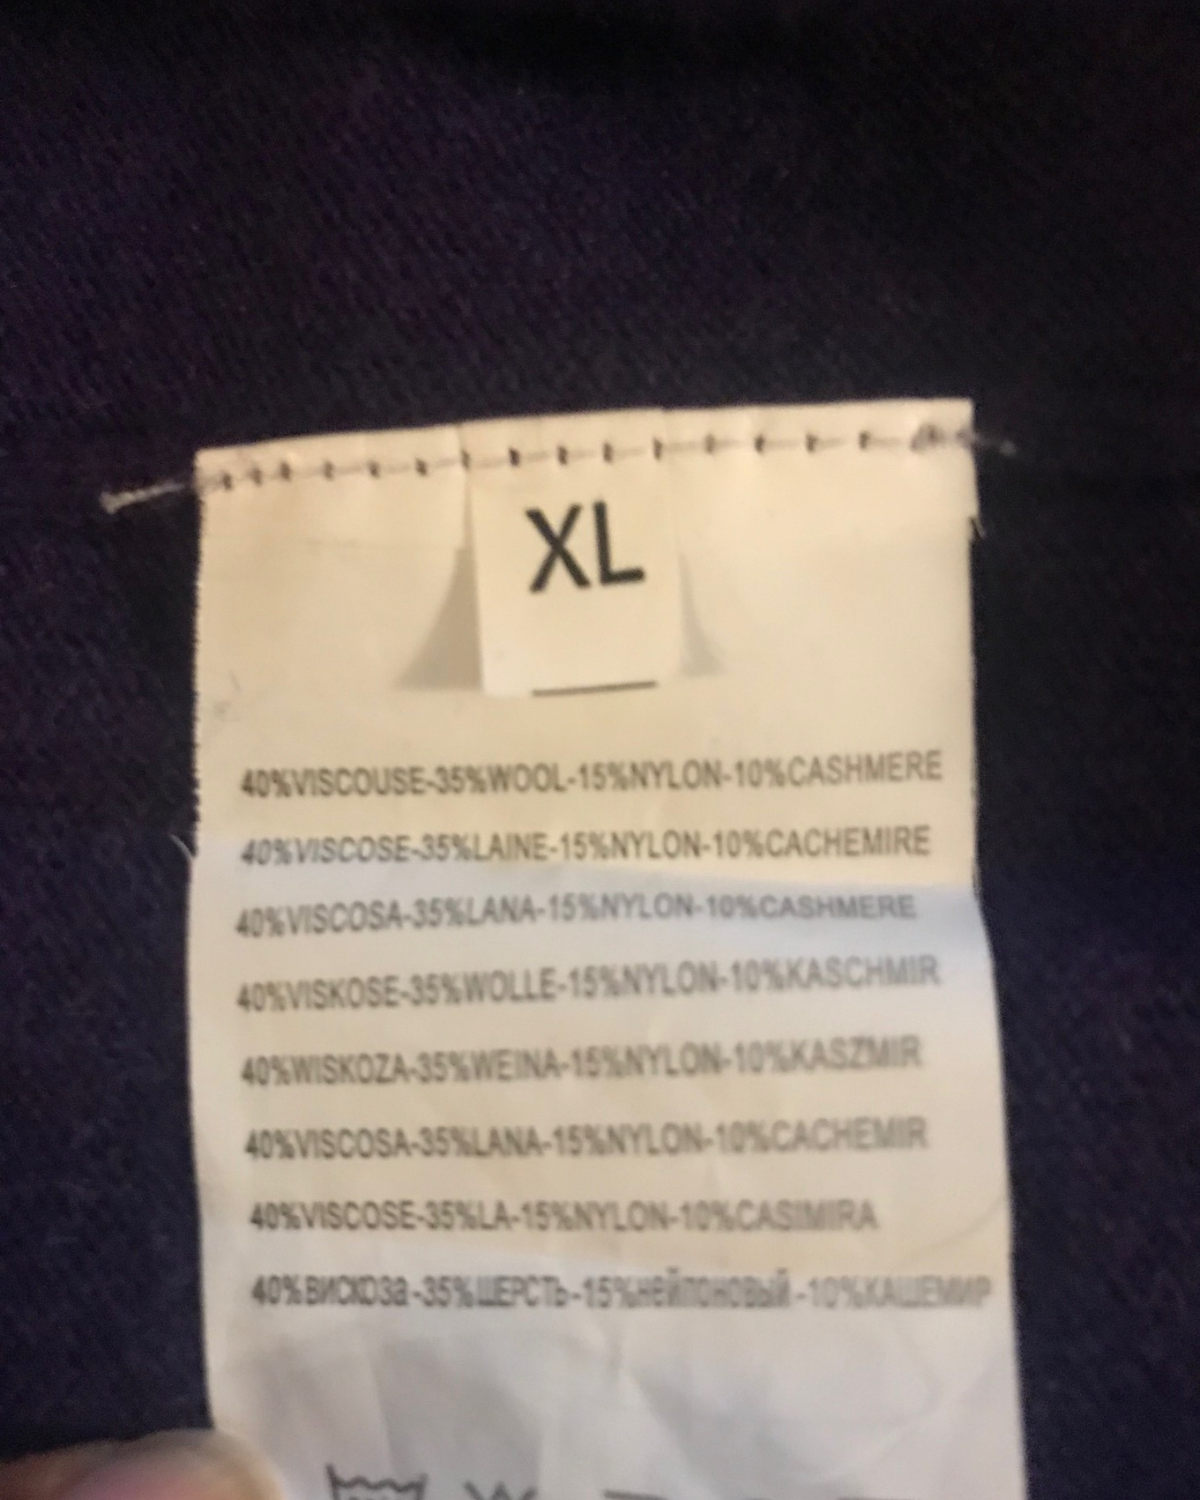 XL
40%VISCOUSE-35%WOOL-15%NYLON-10%CASHMERE
40%VISCOSE-35%LAINE-15%NYLON-10%CACHEMIRE
40%VISCOSA-35%LANA-15%NYLON-10%CASHMERE
40%VISKOSE-35%WOLLE-15%NYLON-10%KASCHMIR
40%WISKOZA-35%WEINA-15%NYLON-10%KASZMIR
40%VISCOSA-35%LANA-15%NYLON-10%CACHEMIR
40%VISCOSE-35%LA-15%NYLON-10%CASIMIRA
40%ВИСКОЗа-35%ШЕРСТЬ-15%нейпоновый-10%КАШЕМИР